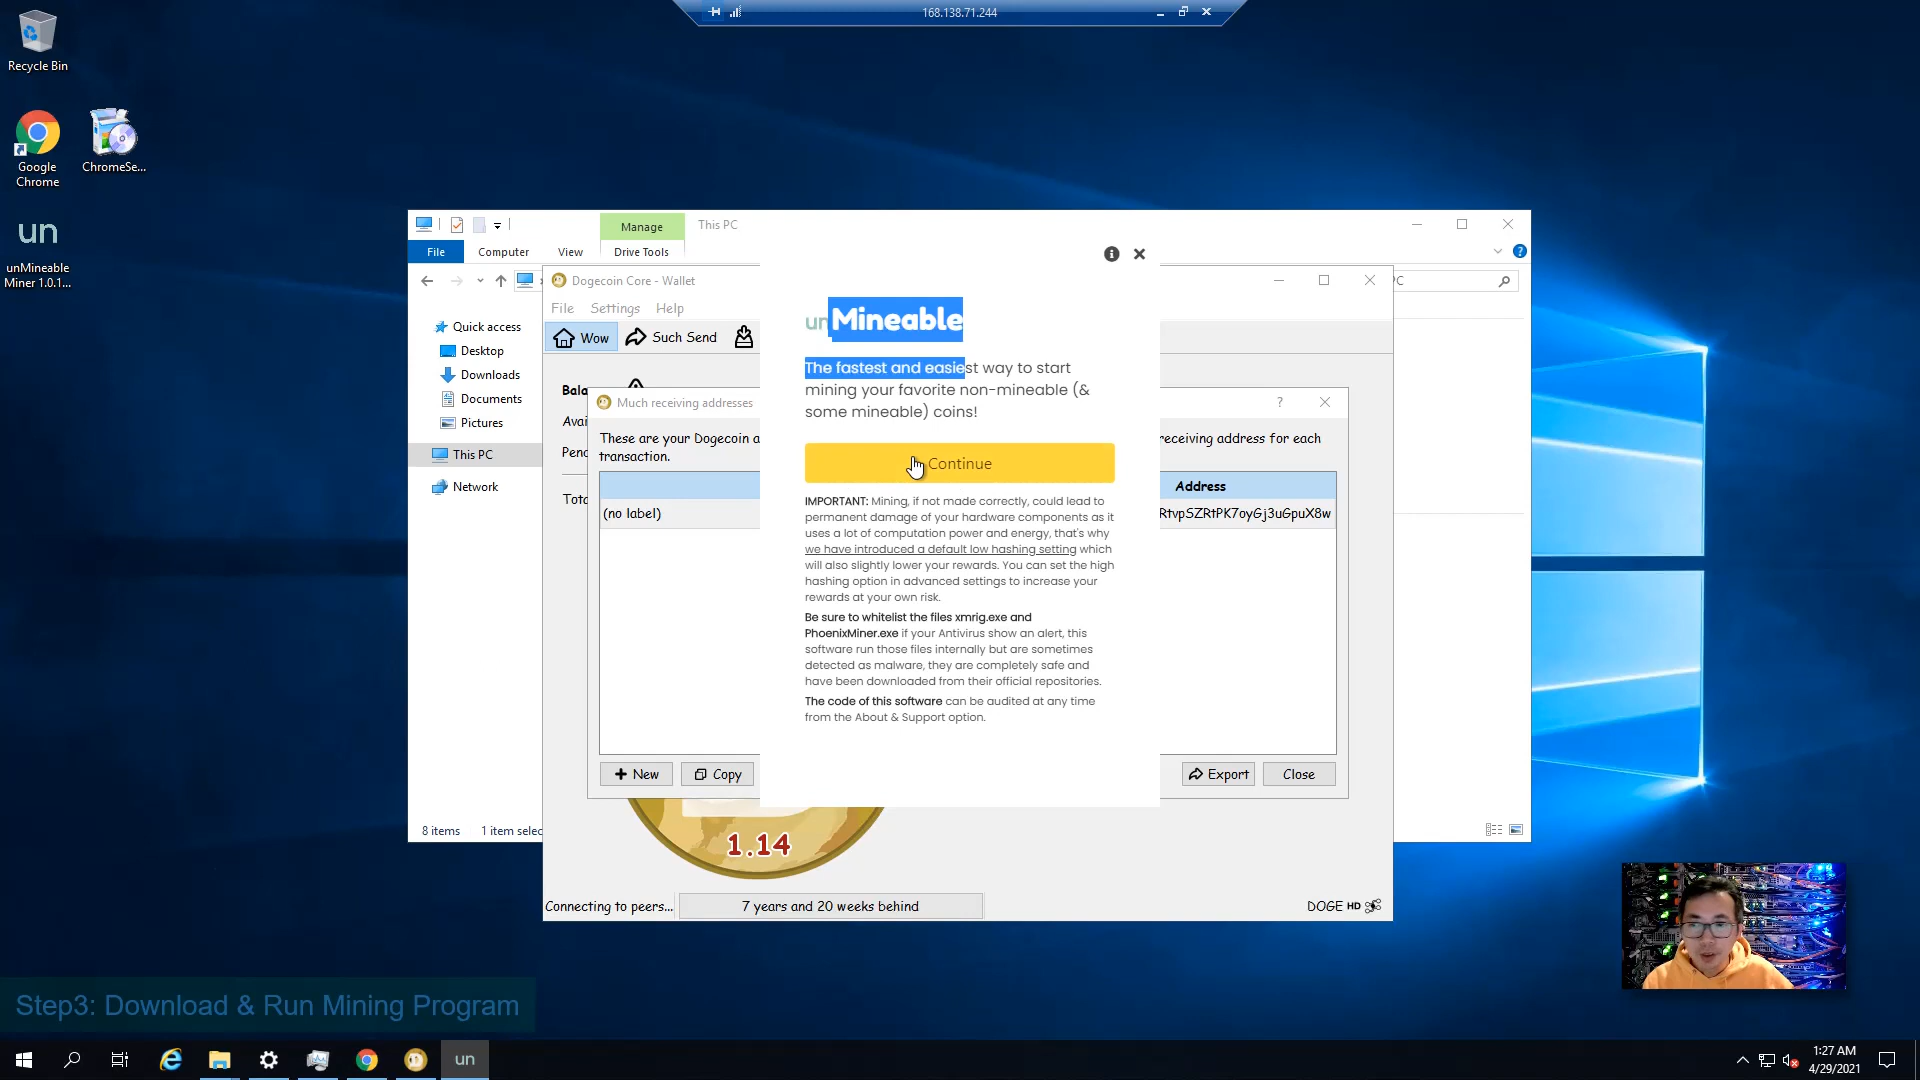 168.138.71.244
Recycle Bin
Google
Chrome
ChromeSe...
un
unMineable
Miner 1.0.1...
Manage
This PC
File
Computer
View
Drive Tools
Quick access
Desktop
Downloads
Documents
Pictures
This PC
Network
8 items
1 item selec
Dogecoin Core - Wallet
File
Settings
Help
Wow
Such Send
Bala
Avai
Pend
Tota
Much receiving addresses
?
These are your Dogecoin a
receiving address for each
transaction.
Address
(no label)
RtvpSZRtPK7oyGj3uGpuX8w
New
Copy
Export
Close
1.14
Connecting to peers...
7 years and 20 weeks behind
DOGE HD
unMineable
The fastest and easiest way to start
mining your favorite non-mineable (&
some mineable) coins!
Continue
IMPORTANT: Mining, if not made correctly, could lead to
permanent damage of your hardware components as it
uses a lot of computation power and energy, that's why
we have introduced a default low hashing setting which
will also slightly lower your rewards. You can set the high
hashing option in advanced settings to increase your
rewards at your own risk.
Be sure to whitelist the files xmrig.exe and
PhoenixMiner.exe if your Antivirus show an alert, this
software run those files internally but are sometimes
detected as malware, they are completely safe and
have been downloaded from their official repositories.
The code of this software can be audited at any time
from the About & Support option.
Step3: Download & Run Mining Program
un
1:27 AM
4/29/2021